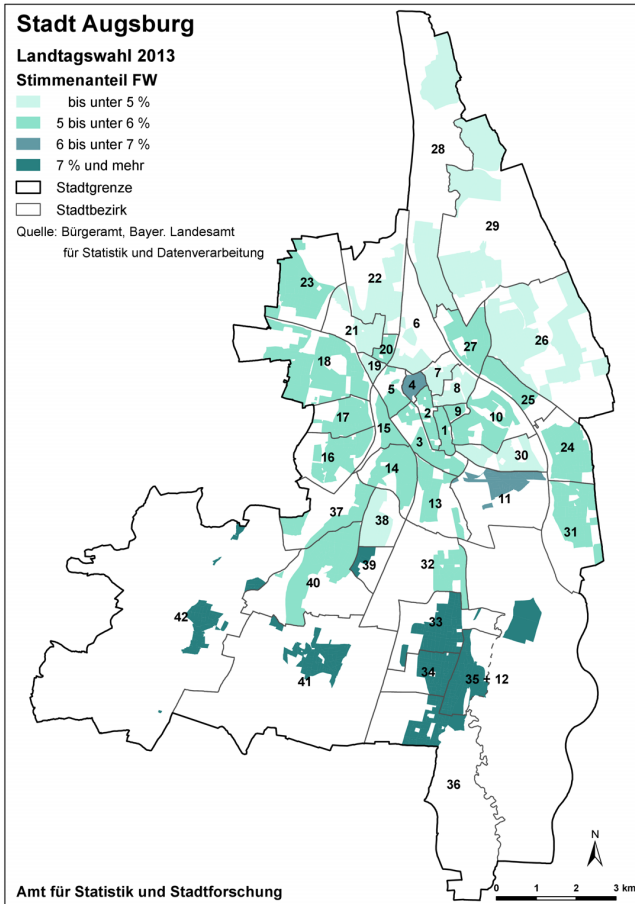 Stadt Augsburg
Landtagswahl 2013
Stimmenanteil FW
bis unter 5 %
5 bis unter 6 %
6 bis unter 7 %
7 % und mehr
Stadtgrenze
Stadtbezirk
Quelle: Bürgeramt, Bayer. Landesamt
für Statistik und Datenverarbeitung
28
29
23
22
6
21
20
27
26
18
19
7
5
4
8
25
2
9
10
17
1
15
3
24
16
30
14
11
13
37
38
31
39
32
40
42
33
41
34
35 + 12
36
N
Amt für Statistik und Stadtforschung
0 1 2 3 km